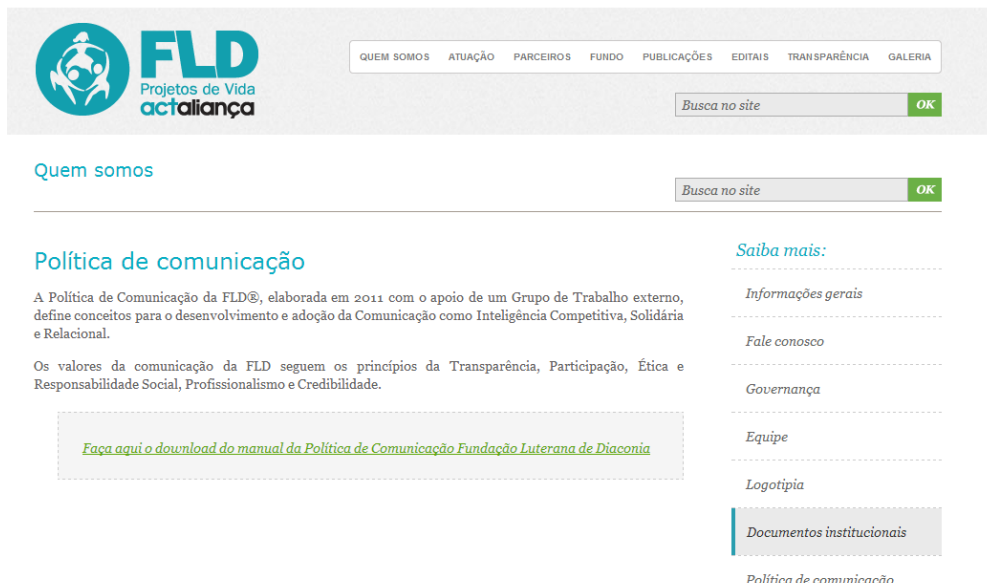 FLD
Projetos de Vida
actaliança
QUEM SOMOS ATUAÇÃO PARCEIROS FUNDO PUBLICAÇÕES EDITAIS TRANSPARÊNCIA GALERIA
Busca no site OK
Quem somos
Busca no site OK
Política de comunicação
A Política de Comunicação da FLD®, elaborada em 2011 com o apoio de um Grupo de Trabalho externo,
define conceitos para o desenvolvimento e adoção da Comunicação como Inteligência Competitiva, Solidária
e Relacional.
Os valores da comunicação da FLD seguem os princípios da Transparência, Participação, Ética e
Responsabilidade Social, Profissionalismo e Credibilidade.
Faça aqui o download do manual da Política de Comunicação Fundação Luterana de Diaconia
Saiba mais:
Informações gerais
Fale conosco
Governança
Equipe
Logotipia
Documentos institucionais
Política de comunicação